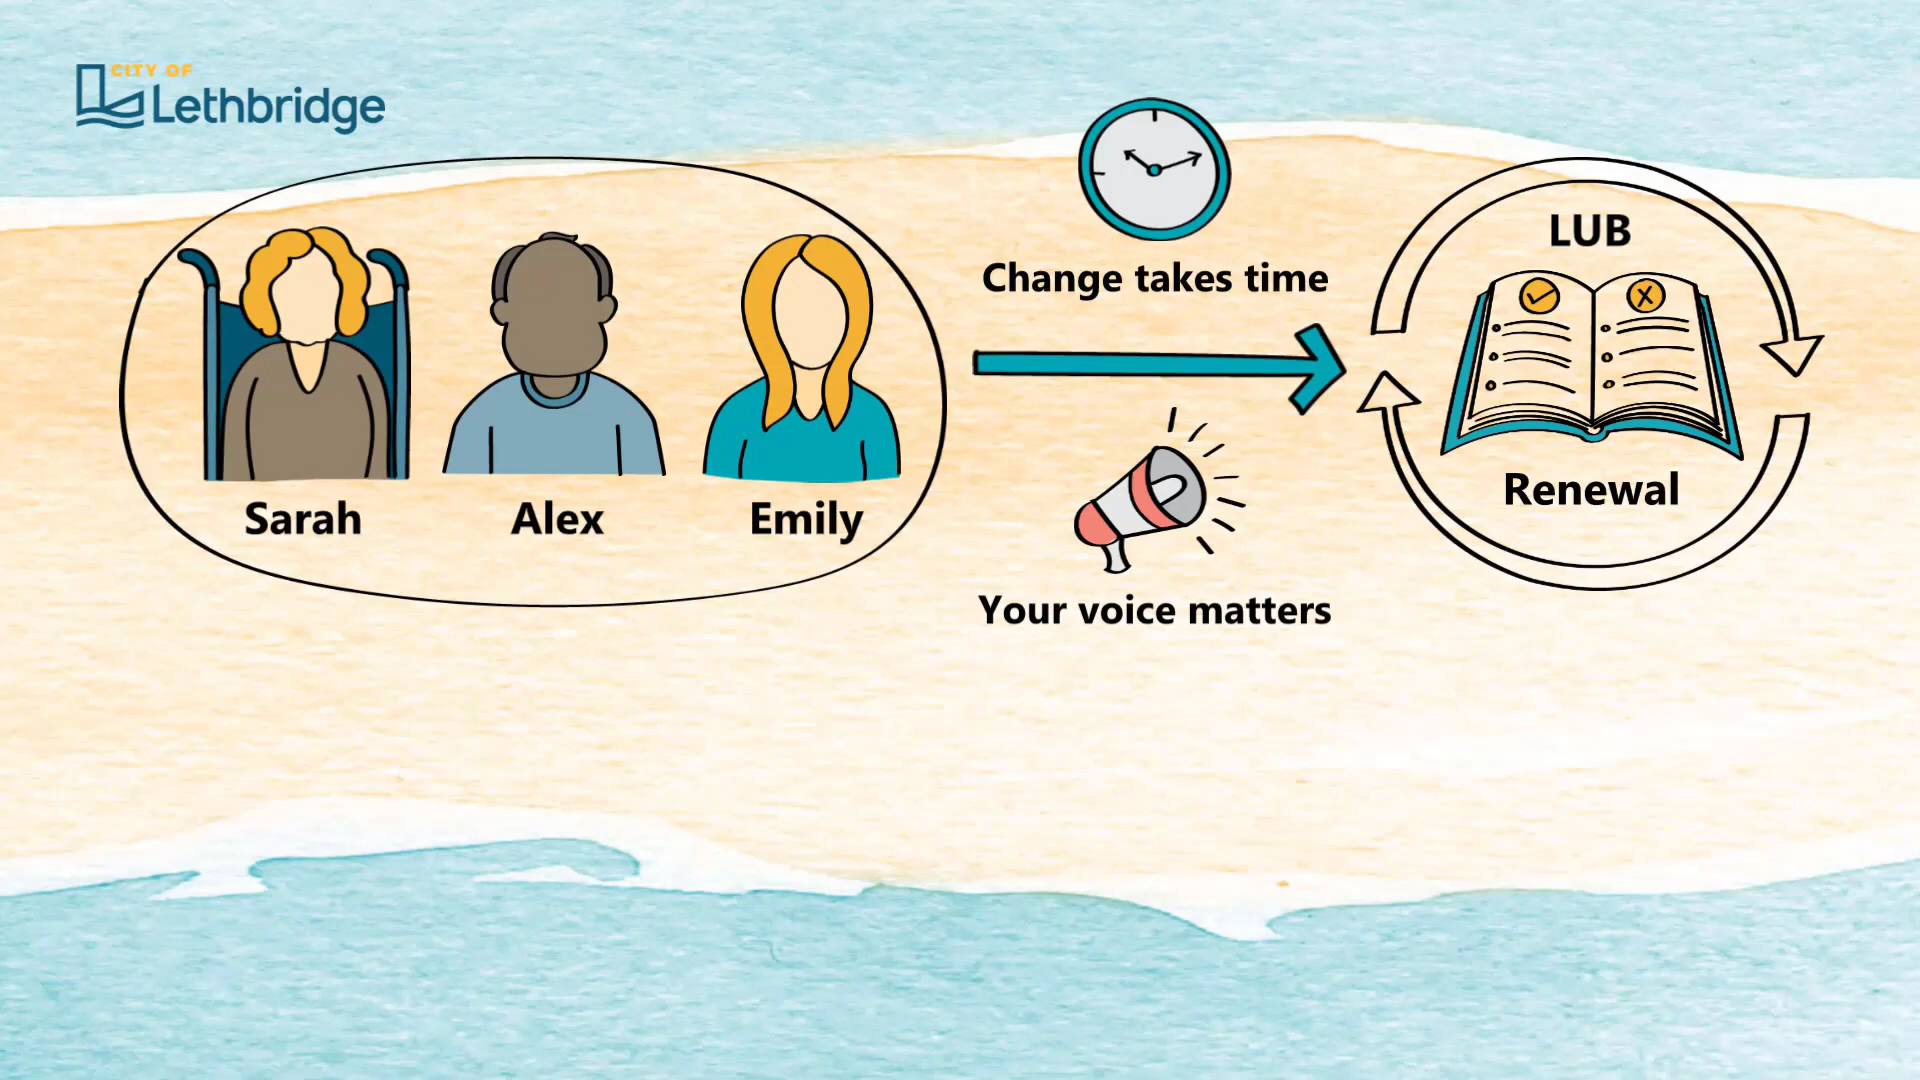 CITY OF
Lethbridge
Sarah
Alex
Emily
Change takes time
Your voice matters
LUB
Renewal